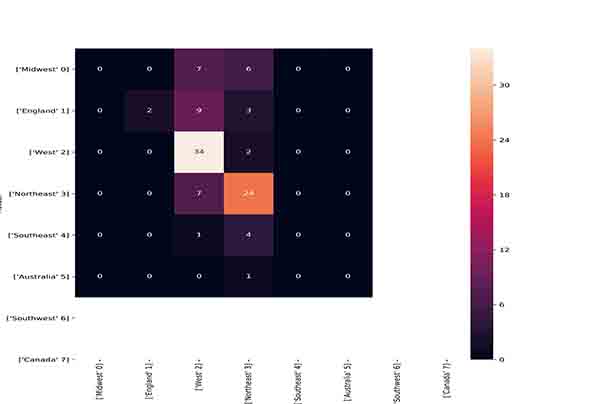 ['Midwest' 0] 0 0 7 6 0 0
['England' 1] 0 2 9 3 0 0
['West' 2] 0 0 34 2 0 0
['Northeast' 3] 0 0 7 24 0 0
['Southeast' 4] 0 0 1 4 0 0
['Australia' 5] 0 0 0 1 0 0
['Southwest' 6]
['Canada' 7]
['Midwest' 0]
['England' 1]
['West' 2]
['Northeast' 3]
['Southeast' 4]
['Australia' 5]
'Southwest' 6]
['Canada' 7]
30
24
18
12
6
0